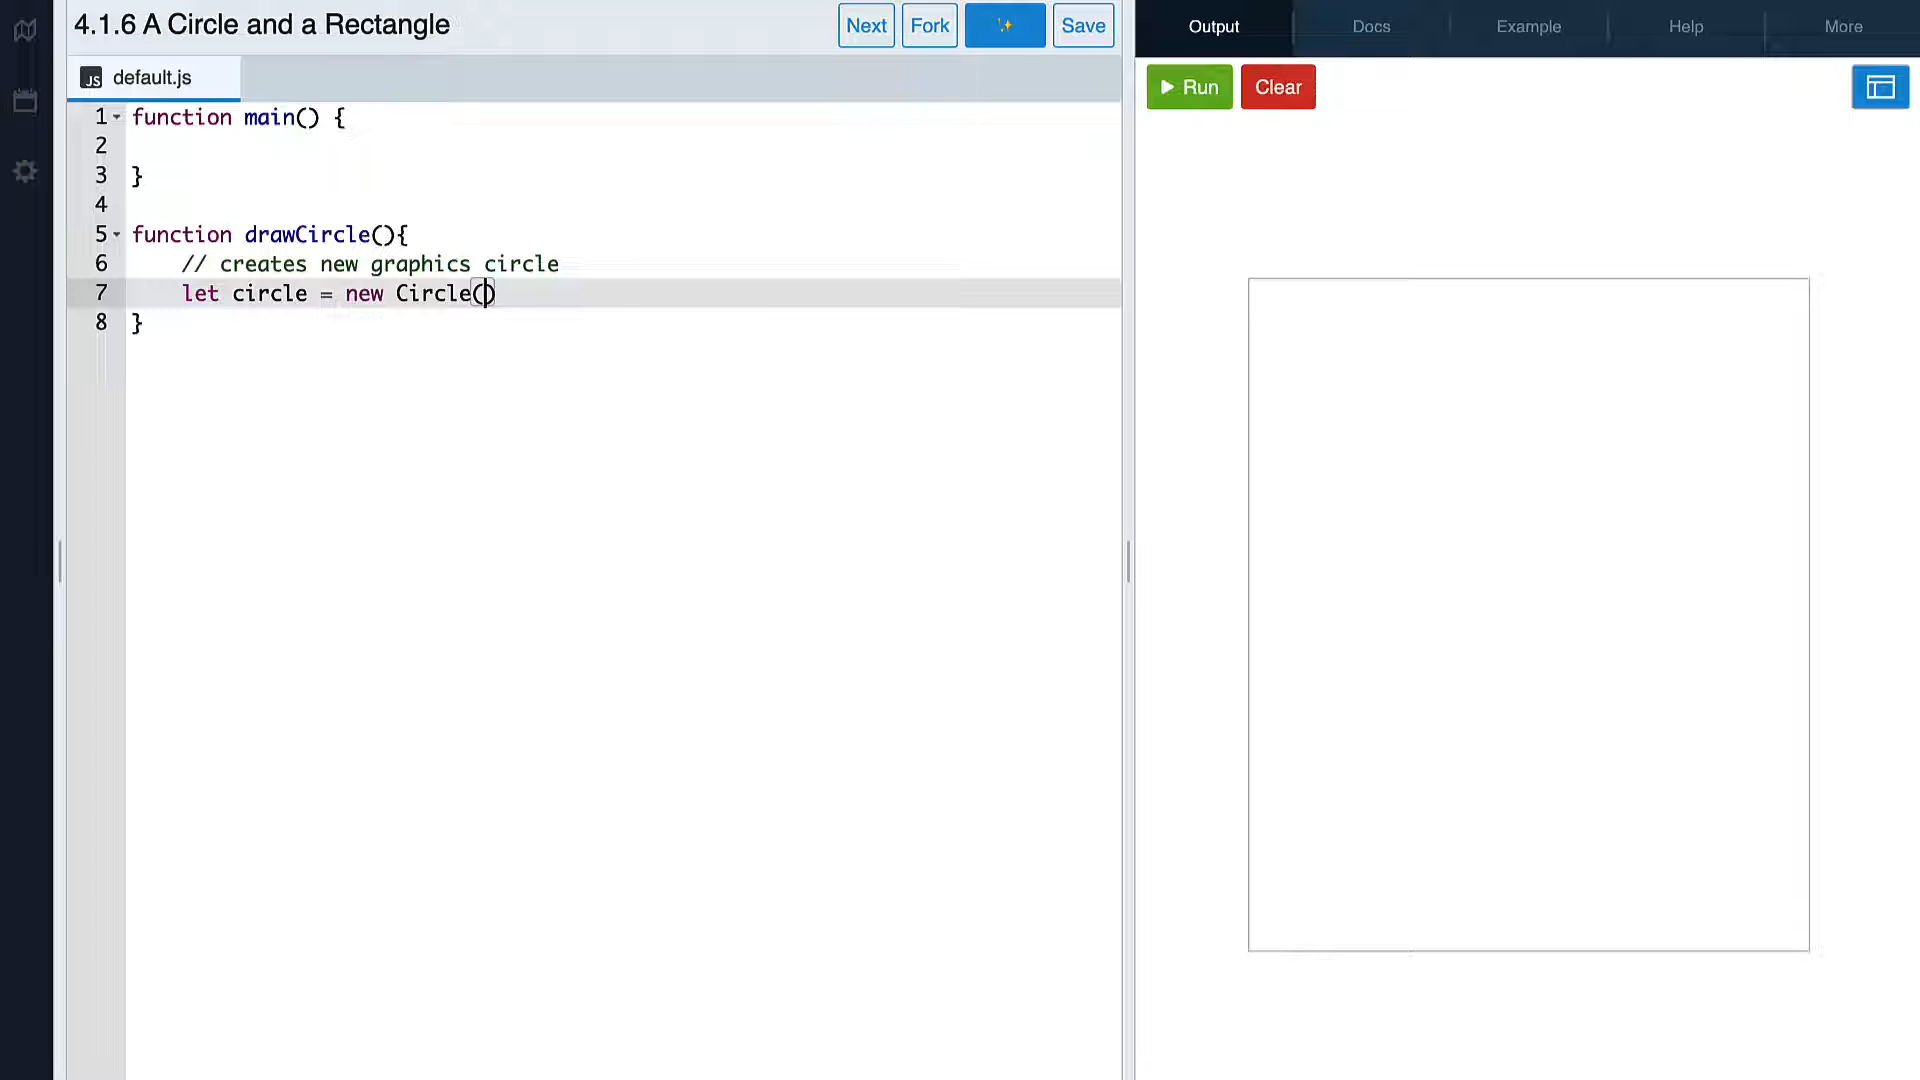 4.1.6 A Circle and a Rectangle
Next
Fork
Save
Output
Docs
Example
Help
More
JS default.js
Run
Clear
1 function main() {
2
3 }
4
5 function drawCircle(){
6 // creates new graphics circle
7 let circle = new Circle()
8 }